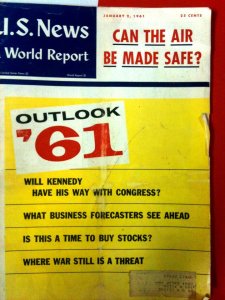 U.S. News
World Report
JANUARY 2, 1961
25 CENTS
CAN THE AIR
BE MADE SAFE?
OUTLOOK
'61
WILL KENNEDY
HAVE HIS WAY WITH CONGRESS?
WHAT BUSINESS FORECASTERS SEE AHEAD
IS THIS A TIME TO BUY STOCKS?
WHERE WAR STILL IS A THREAT